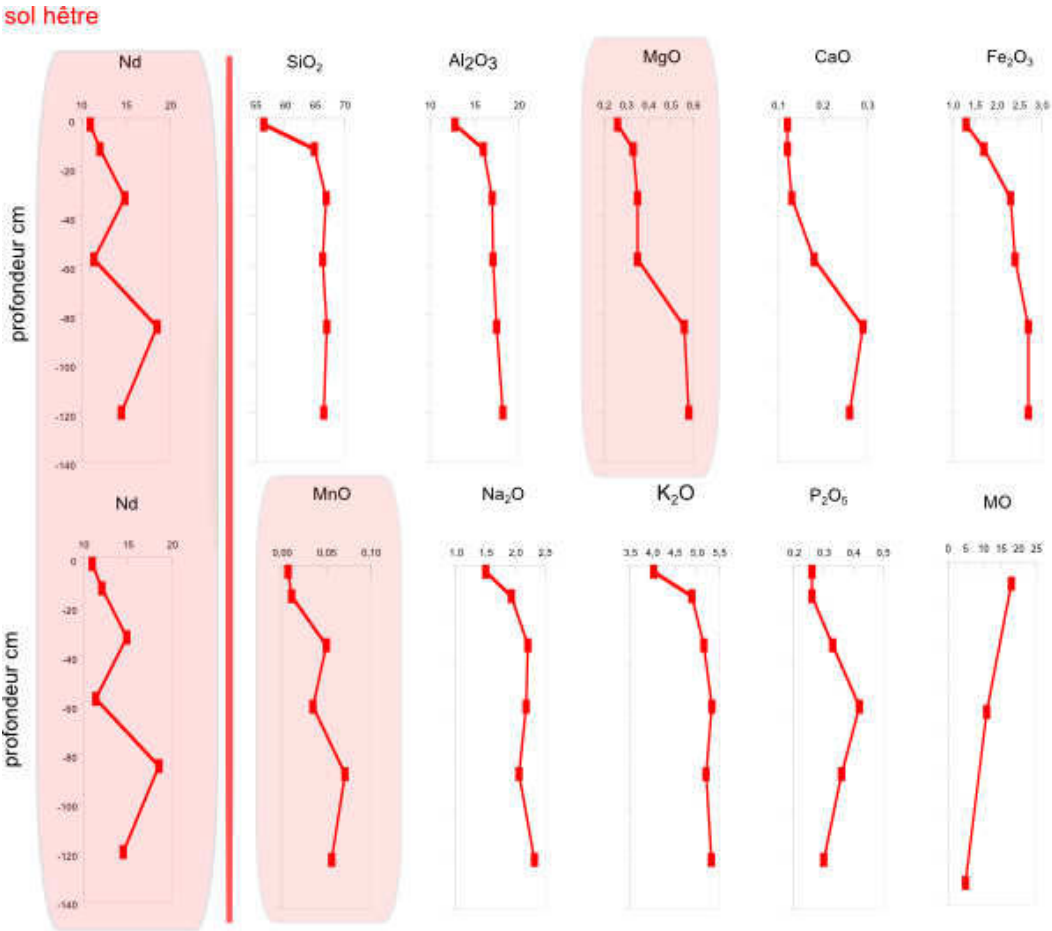 sol hêtre
Nd
SiO₂
Al₂O₃
MgO
CaO
Fe₂O₃
10 15 20
55 60 65 70
10 15 20
0,2 0,3 0,4 0,5 0,6
0,1 0,2 0,3
1,0 1,5 2,0 2,5 3,0
0
-20
-40
-60
-80
-100
-120
-140
profondeur cm
Nd
MnO
Na₂O
K₂O
P₂O₅
MO
10 15 20
0,00 0,05 0,10
1,0 1,5 2,0 2,5
3,5 4,0 4,5 5,0 5,5
0,2 0,3 0,4 0,5
0 5 10 15 20 25
0
-20
-40
-60
-80
-100
-120
-140
profondeur cm